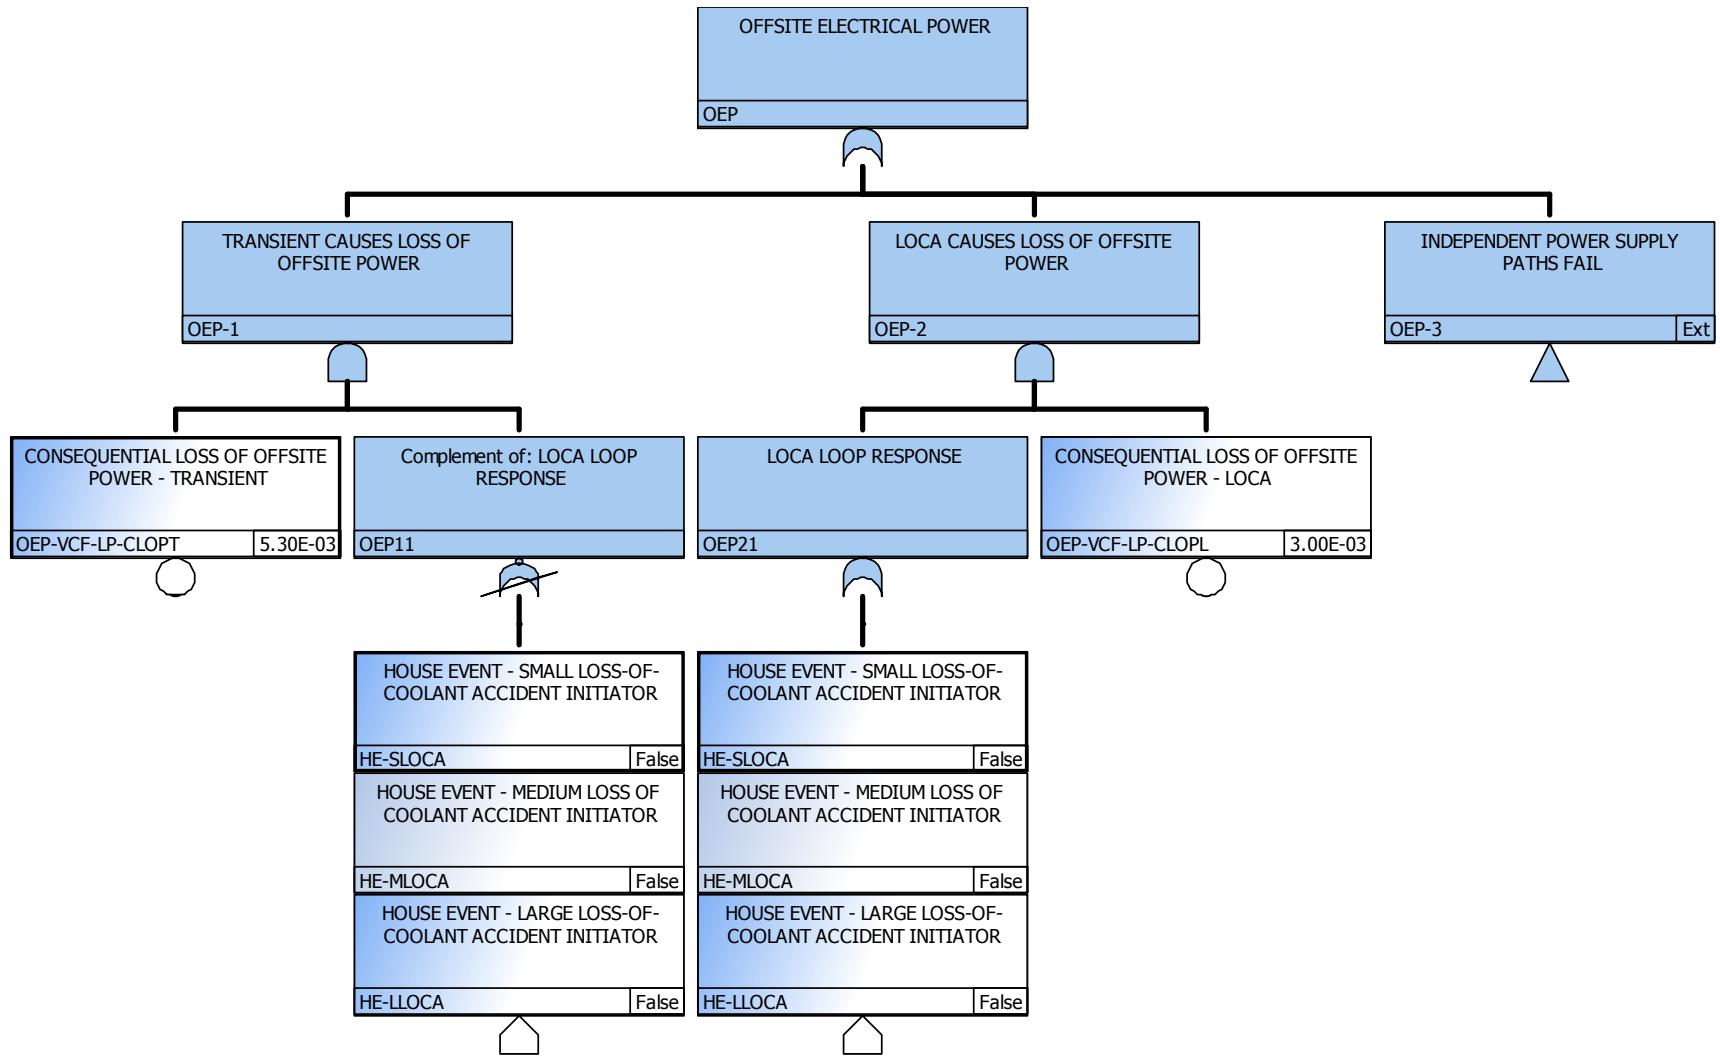 OFFSITE ELECTRICAL POWER
OEP
TRANSIENT CAUSES LOSS OF
OFFSITE POWER
OEP-1
LOCA CAUSES LOSS OF OFFSITE
POWER
OEP-2
INDEPENDENT POWER SUPPLY
PATHS FAIL
OEP-3 Ext
CONSEQUENTIAL LOSS OF OFFSITE
POWER - TRANSIENT
OEP-VCF-LP-CLOPT 5.30E-03
Complement of: LOCA LOOP
RESPONSE
OEP11
LOCA LOOP RESPONSE
OEP21
CONSEQUENTIAL LOSS OF OFFSITE
POWER - LOCA
OEP-VCF-LP-CLOPL 3.00E-03
HOUSE EVENT - SMALL LOSS-OF-
COOLANT ACCIDENT INITIATOR
HE-SLOCA False
HOUSE EVENT - MEDIUM LOSS OF
COOLANT ACCIDENT INITIATOR
HE-MLOCA False
HOUSE EVENT - LARGE LOSS-OF-
COOLANT ACCIDENT INITIATOR
HE-LLOCA False
HOUSE EVENT - SMALL LOSS-OF-
COOLANT ACCIDENT INITIATOR
HE-SLOCA False
HOUSE EVENT - MEDIUM LOSS OF
COOLANT ACCIDENT INITIATOR
HE-MLOCA False
HOUSE EVENT - LARGE LOSS-OF-
COOLANT ACCIDENT INITIATOR
HE-LLOCA False